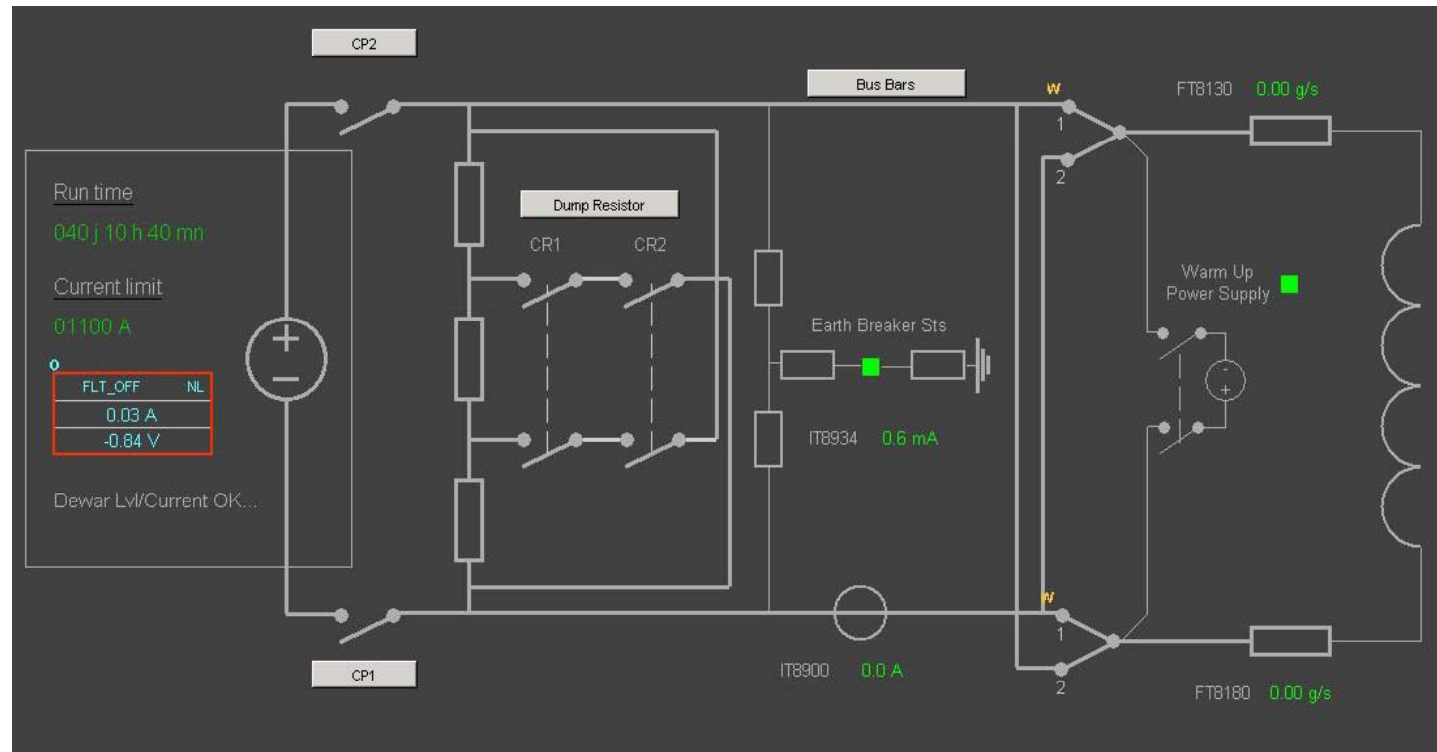 CP2
Bus Bars
W
FT8130 0.00 g/s
1
2
Run time
040 j 10 h 40 mn
Dump Resistor
CR1 CR2
Current limit
01100 A
Warm Up
Power Supply
Earth Breaker Sts
+
−
O
FLT_OFF NL
0.03 A
-0.84 V
-
+
IT8934 0.6 mA
Dewar Lvl/Current OK...
W
1
CP1
IT8900 0.0 A
2
FT8180 0.00 g/s